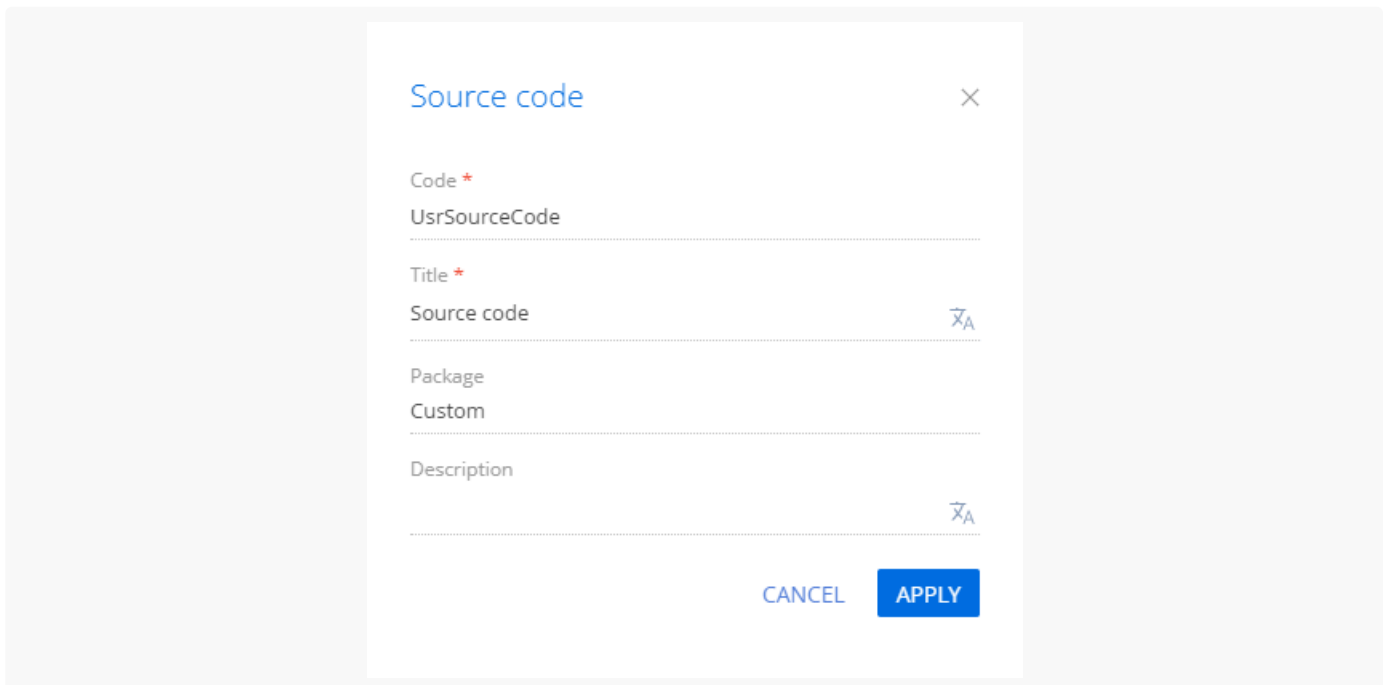 Source code
Code *
UsrSourceCode
Title *
Source code
Package
Custom
Description
CANCEL APPLY